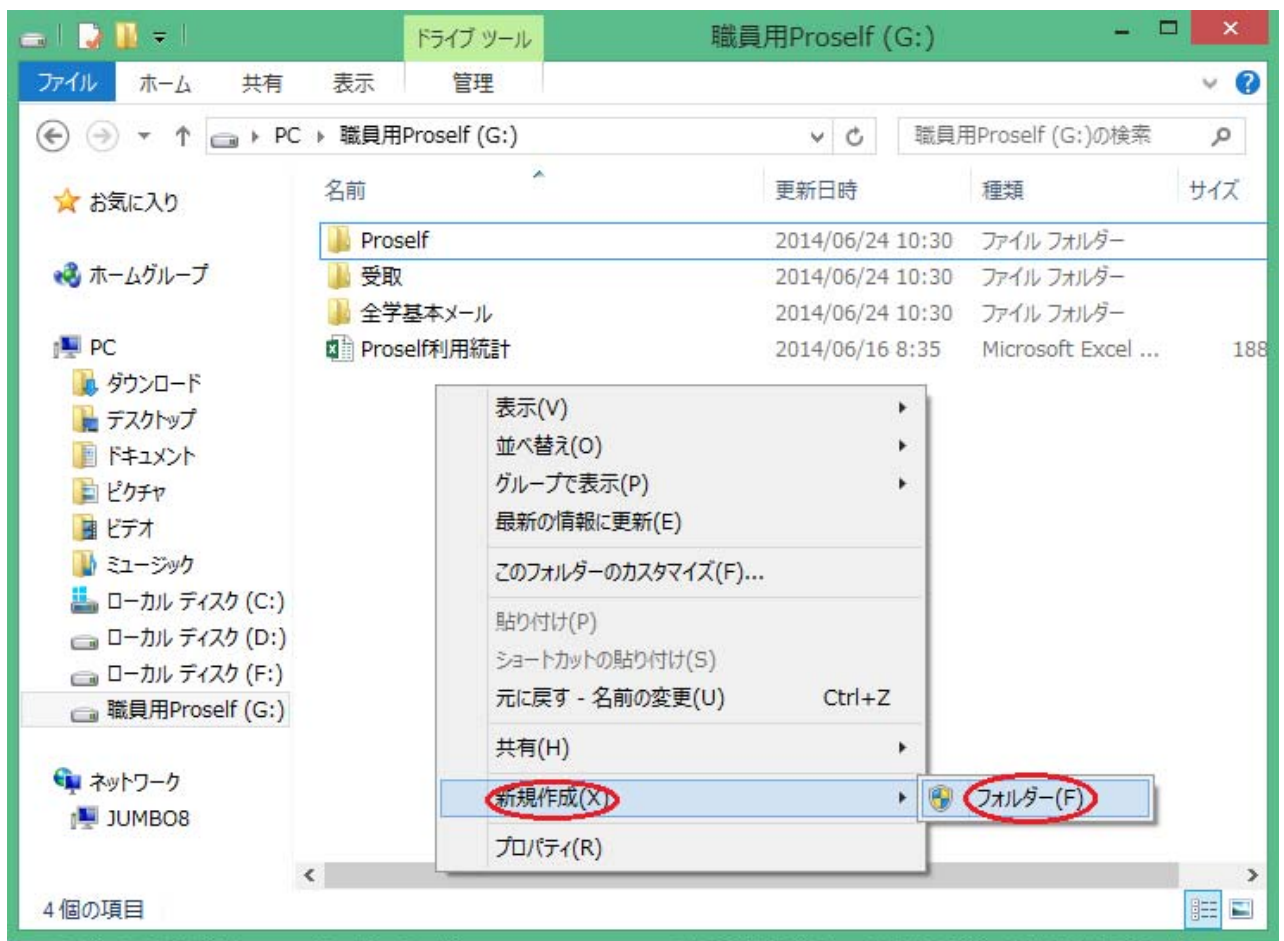 ドライブ ツール
職員用Proself (G:)
ファイル ホーム 共有 表示 管理
PC 職員用Proself (G:)
職員用Proself (G:)の検索
名前 更新日時 種類 サイズ
Proself 2014/06/24 10:30 ファイル フォルダー
受取 2014/06/24 10:30 ファイル フォルダー
全学基本メール 2014/06/24 10:30 ファイル フォルダー
Proself利用統計 2014/06/16 8:35 Microsoft Excel ... 188
お気に入り
ホームグループ
PC
ダウンロード
デスクトップ
ドキュメント
ピクチャ
ビデオ
ミュージック
ローカル ディスク (C:)
ローカル ディスク (D:)
ローカル ディスク (F:)
職員用Proself (G:)
ネットワーク
JUMBO8
表示(V)
並べ替え(O)
グループで表示(P)
最新の情報に更新(E)
このフォルダーのカスタマイズ(F)...
貼り付け(P)
ショートカットの貼り付け(S)
元に戻す - 名前の変更(U) Ctrl+Z
共有(H)
新規作成(X)
フォルダー(F)
プロパティ(R)
4 個の項目